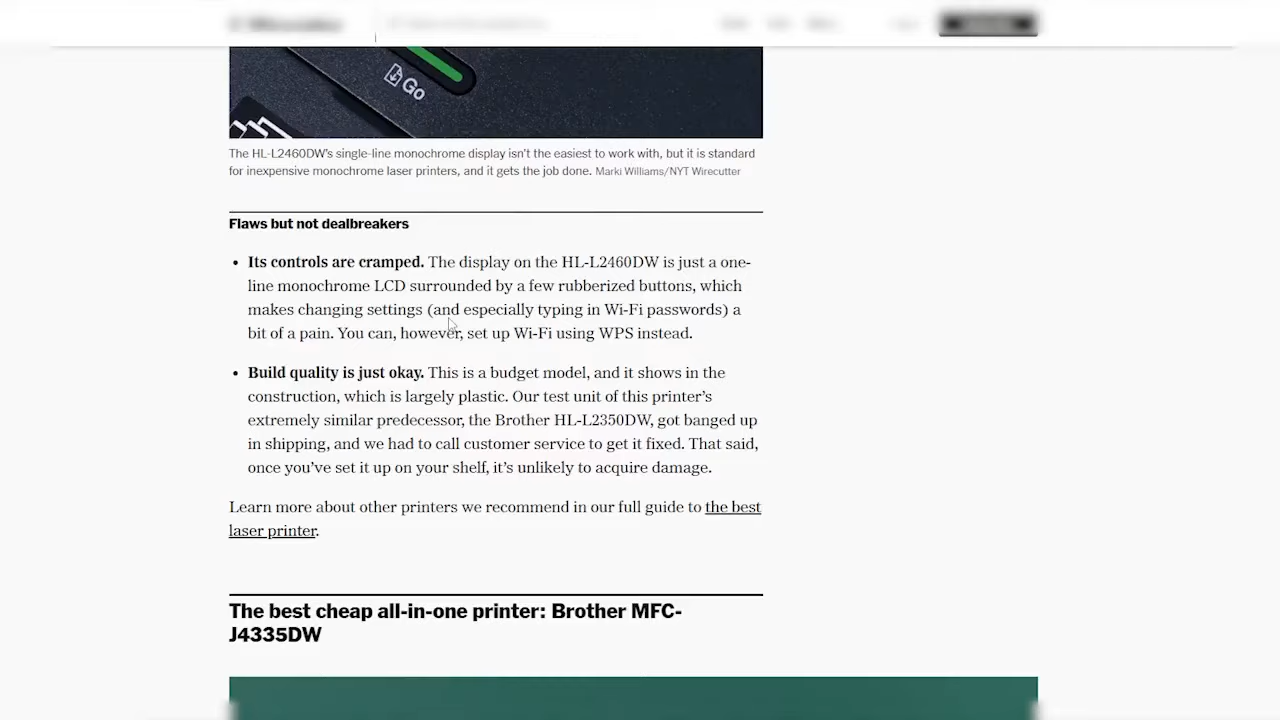 Go
The HL-L2460DW's single-line monochrome display isn't the easiest to work with, but it is standard
for inexpensive monochrome laser printers, and it gets the job done. Marki Williams/NYT Wirecutter
Flaws but not dealbreakers
• Its controls are cramped. The display on the HL-L2460DW is just a one-
line monochrome LCD surrounded by a few rubberized buttons, which
makes changing settings (and especially typing in Wi-Fi passwords) a
bit of a pain. You can, however, set up Wi-Fi using WPS instead.
• Build quality is just okay. This is a budget model, and it shows in the
construction, which is largely plastic. Our test unit of this printer's
extremely similar predecessor, the Brother HL-L2350DW, got banged up
in shipping, and we had to call customer service to get it fixed. That said,
once you've set it up on your shelf, it's unlikely to acquire damage.
Learn more about other printers we recommend in our full guide to the best
laser printer.
The best cheap all-in-one printer: Brother MFC-
J4335DW